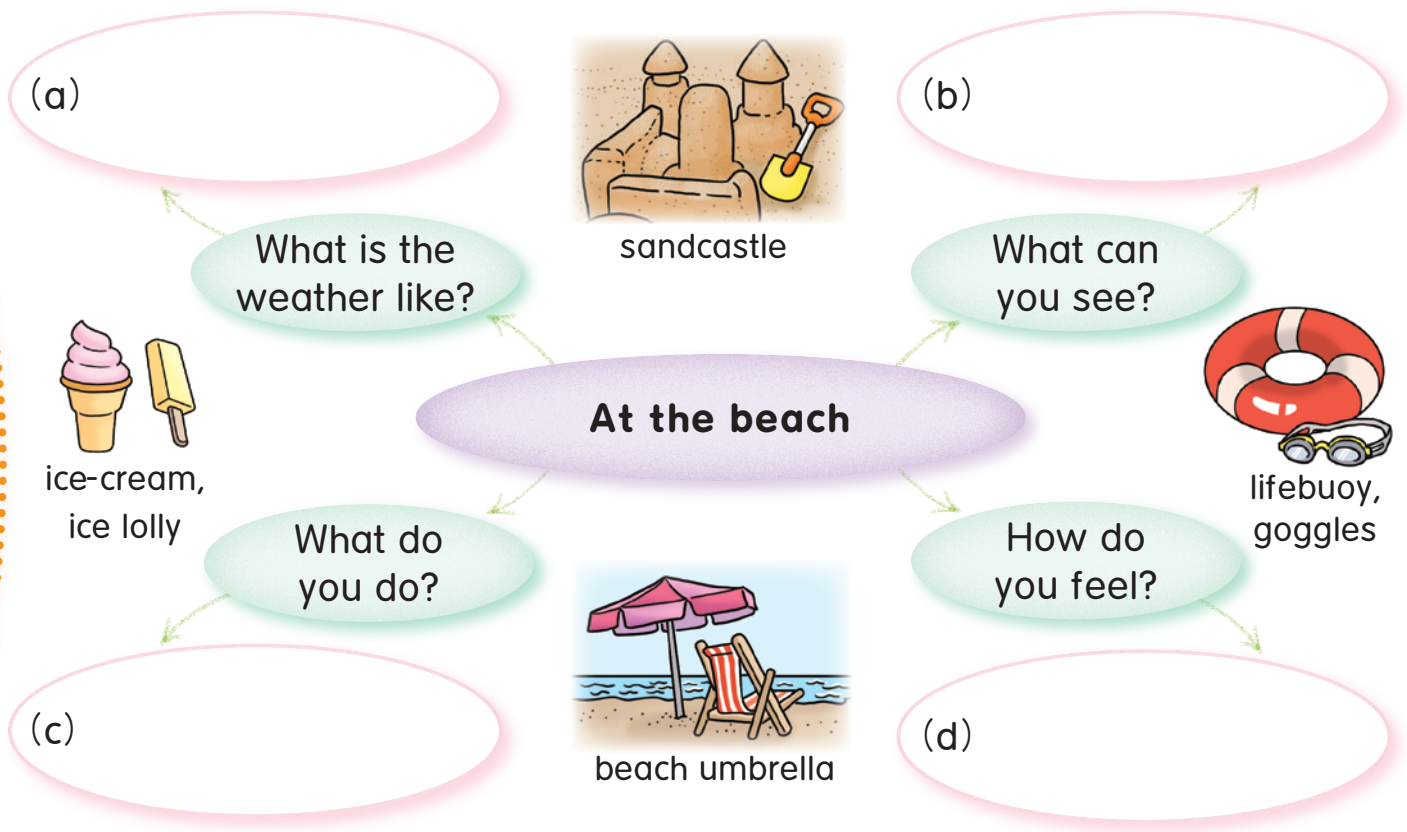 (a)
(b)
sandcastle
What is the
weather like?
What can
you see?
At the beach
ice-cream,
ice lolly
lifebuoy,
goggles
What do
you do?
How do
you feel?
(c)
beach umbrella
(d)